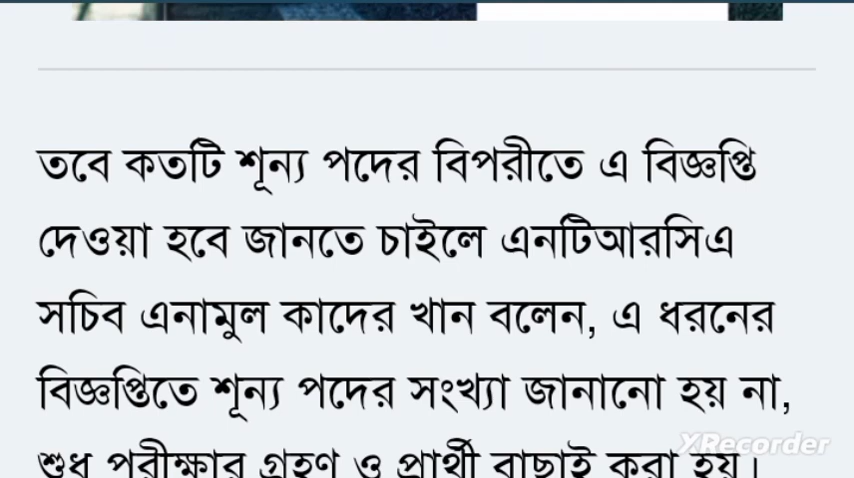 তবে কতটি শূন্য পদের বিপরীতে এ বিজ্ঞপ্তি
দেওয়া হবে জানতে চাইলে এনটিআরসিএ
সচিব এনামুল কাদের খান বলেন, এ ধরনের
বিজ্ঞপ্তিতে শূন্য পদের সংখ্যা জানানো হয় না,
শুধু পরীক্ষার গ্রহণ ও প্রার্থী বাছাই করা হয়।
XRecorder